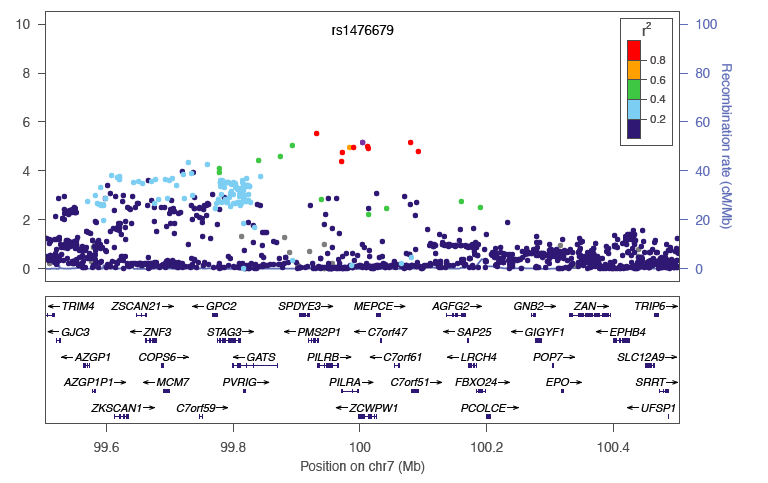 rs1476679
10
8
6
4
2
0
100
80
60
40
20
0
r2
0.8
0.6
0.4
0.2
Recombination rate (cM/Mb)
←TRIM4 ZSCAN21→ ←GPC2 SPDYE3→ MEPCE→ AGFG2→ GNB2→ ZAN→ TRIP6→
←GJC3 ←ZNF3 STAG3→ ←PMS2P1 ←C7orf47 ←SAP25 ←GIGYF1 ←EPHB4
←AZGP1 COPS6→ ←GATS PILRB→ ←C7orf61 ←LRCH4 POP7→ SLC12A9→
AZGP1P1→ ←MCM7 PVRIG→ PILRA→ C7orf51→ FBXO24→ EPO→ SRRT→
ZKSCAN1→ C7orf59→ ←ZCWPW1 PCOLCE→ ←UFSP1
99.6 99.8 100 100.2 100.4
Position on chr7 (Mb)